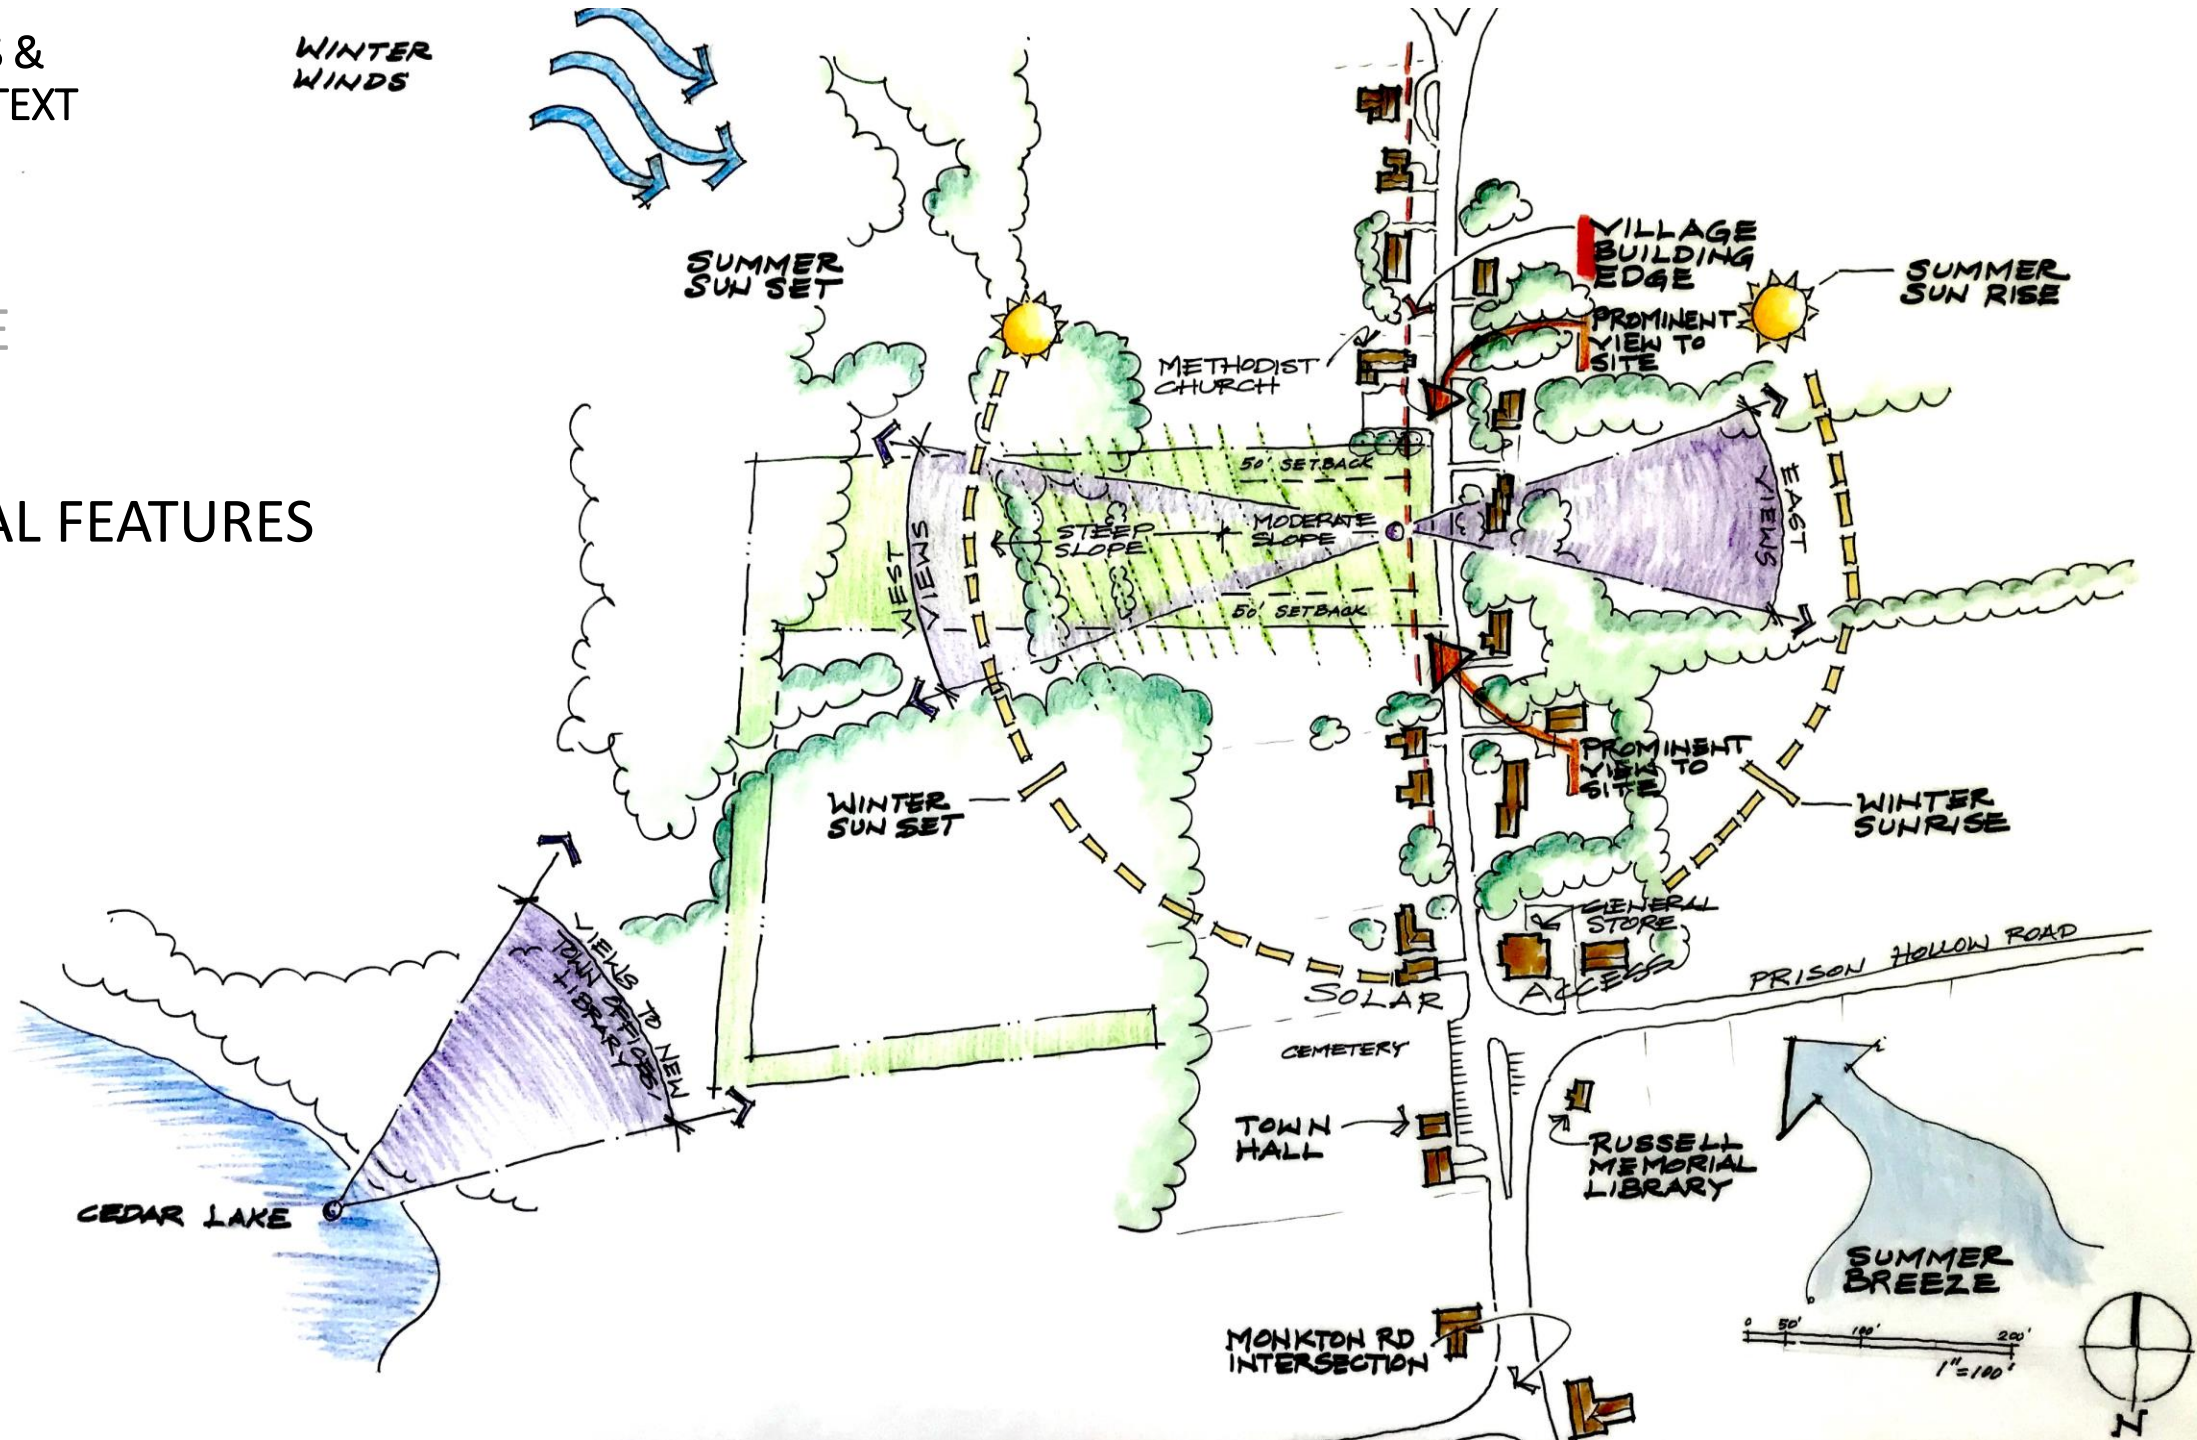 S &
TEXT
E
AL FEATURES
WINTER
WINDS
SUMMER
SUN SET
VILLAGE
BUILDING
EDGE
SUMMER
SUN RISE
PROMINENT
VIEW TO
SITE
METHODIST
CHURCH
50' SETBACK
STEEP
SLOPE
MODERATE
SLOPE
WEST
VIEWS
EAST
VIEWS
50' SETBACK
PROMINENT
VIEW TO
SITE
WINTER
SUN SET
WINTER
SUNRISE
GENERAL
STORE
VIEWS TO NEW
TOWN OFFICES/
LIBRARY
SOLAR ACCESS
PRISON HOLLOW ROAD
CEMETERY
TOWN
HALL
RUSSELL
MEMORIAL
LIBRARY
CEDAR LAKE
SUMMER
BREEZE
MONKTON RD
INTERSECTION
0 50' 100' 200'
1"=100'
N